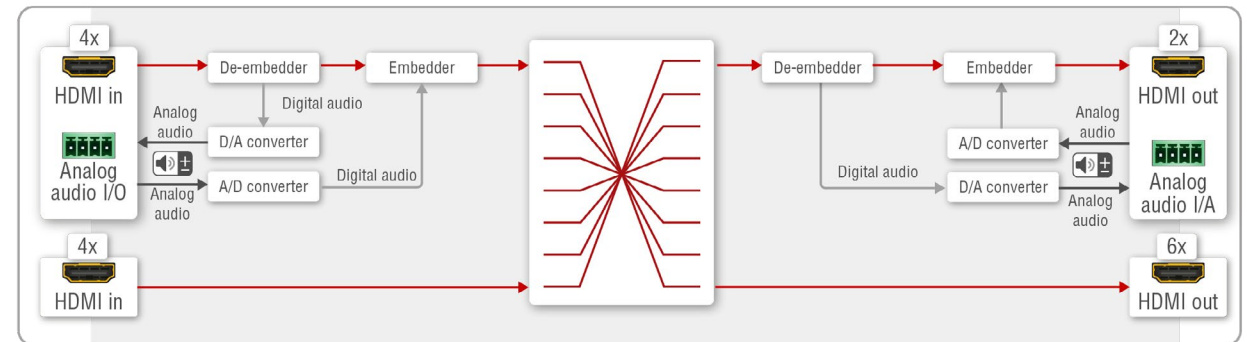 4x
HDMI in
Analog
audio I/O
4x
HDMI in
De-embedder
Embedder
Digital audio
Analog
audio
D/A converter
A/D converter
Digital audio
Analog
audio
De-embedder
Embedder
Analog
audio
A/D converter
Digital audio
D/A converter
Analog
audio
2x
HDMI out
Analog
audio I/A
6x
HDMI out